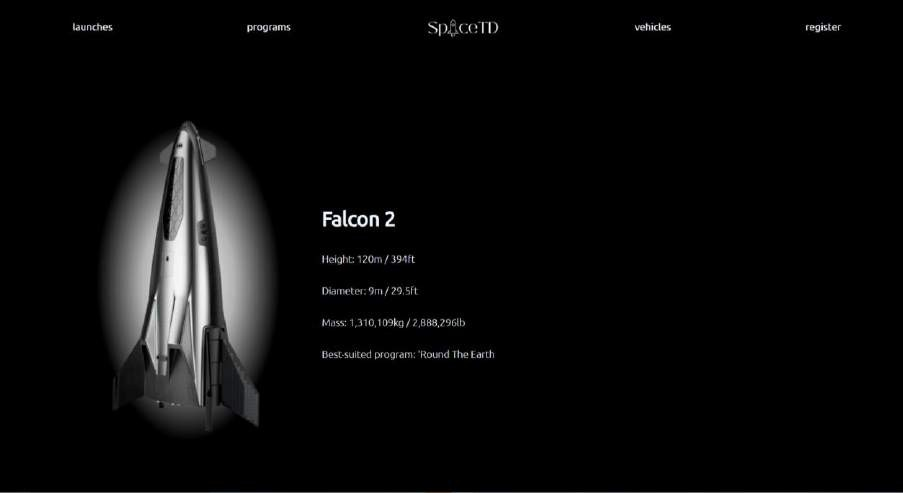 launches
programs
SpaceTD
vehicles
register
Falcon 2
Height: 120m / 394ft
Diameter: 9m / 29.5ft
Mass: 1,310,109kg / 2,888,296lb
Best-suited program: 'Round The Earth